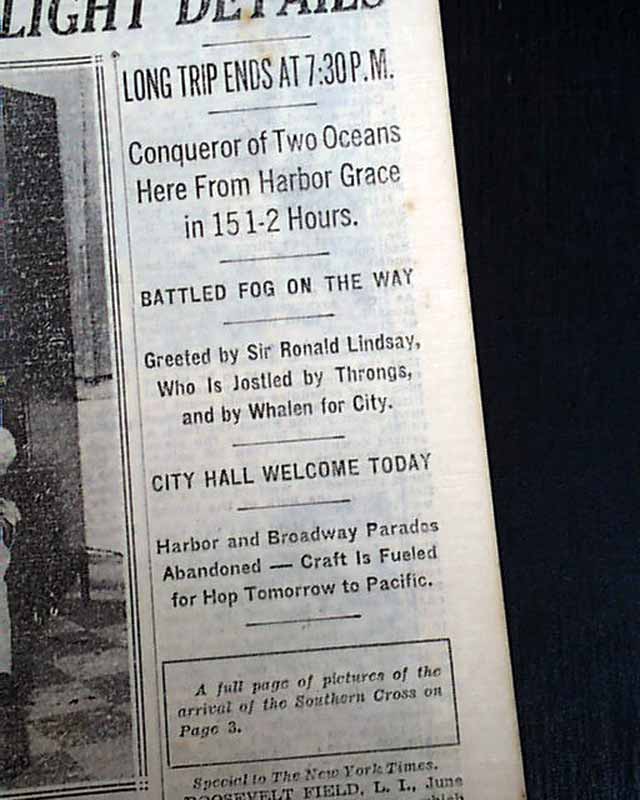 LIGHT DETAILS
LONG TRIP ENDS AT 7:30 P.M.
Conqueror of Two Oceans
Here From Harbor Grace
in 15 1-2 Hours.
BATTLED FOG ON THE WAY
Greeted by Sir Ronald Lindsay,
Who Is Jostled by Throngs,
and by Whalen for City.
CITY HALL WELCOME TODAY
Harbor and Broadway Parades
Abandoned — Craft Is Fueled
for Hop Tomorrow to Pacific.
A full page of pictures of the
arrival of the Southern Cross on
Page 3.
Special to The New York Times.
ROOSEVELT FIELD, L. I., June
which